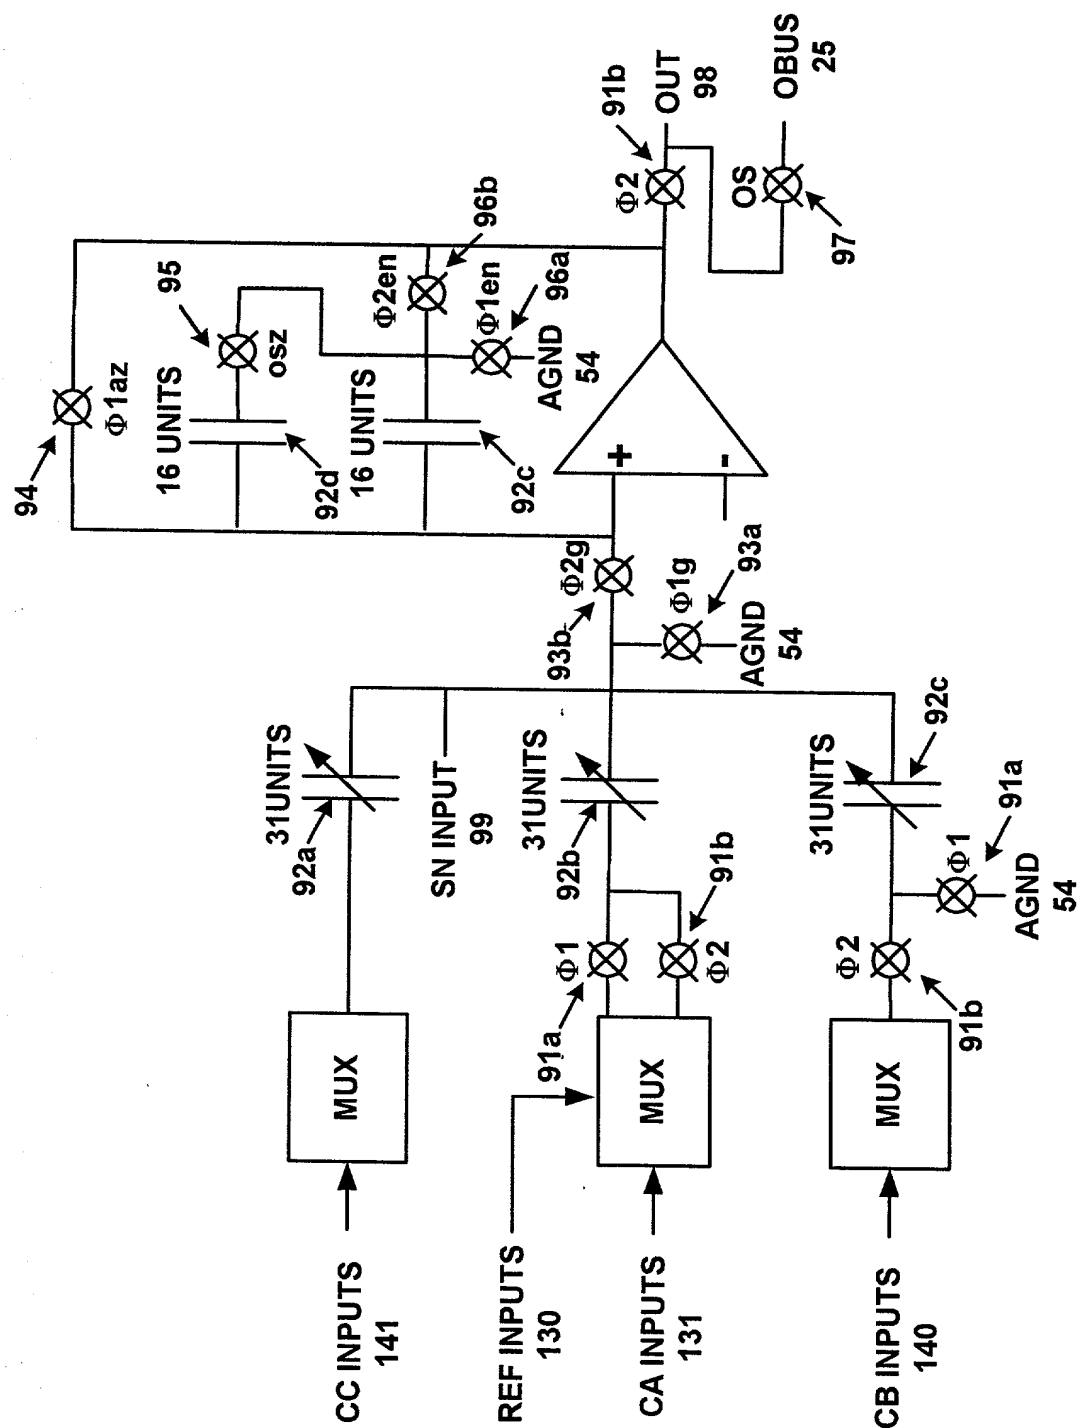 CC INPUTS
141
MUX
31UNITS
92a
SN INPUT
99
REF INPUTS
130
CA INPUTS
131
MUX
91a
Φ1
Φ2
91b
31UNITS
92b
CB INPUTS
140
MUX
Φ2
91b
Φ1
91a
AGND
54
31UNITS
92c
93b
Φ2g
Φ1g
93a
AGND
54
+
-
94
Φ1az
16 UNITS
92d
95
osz
16 UNITS
92c
Φ2en
96b
Φ1en
96a
AGND
54
Φ2
91b
OUT
98
OS
97
OBUS
25